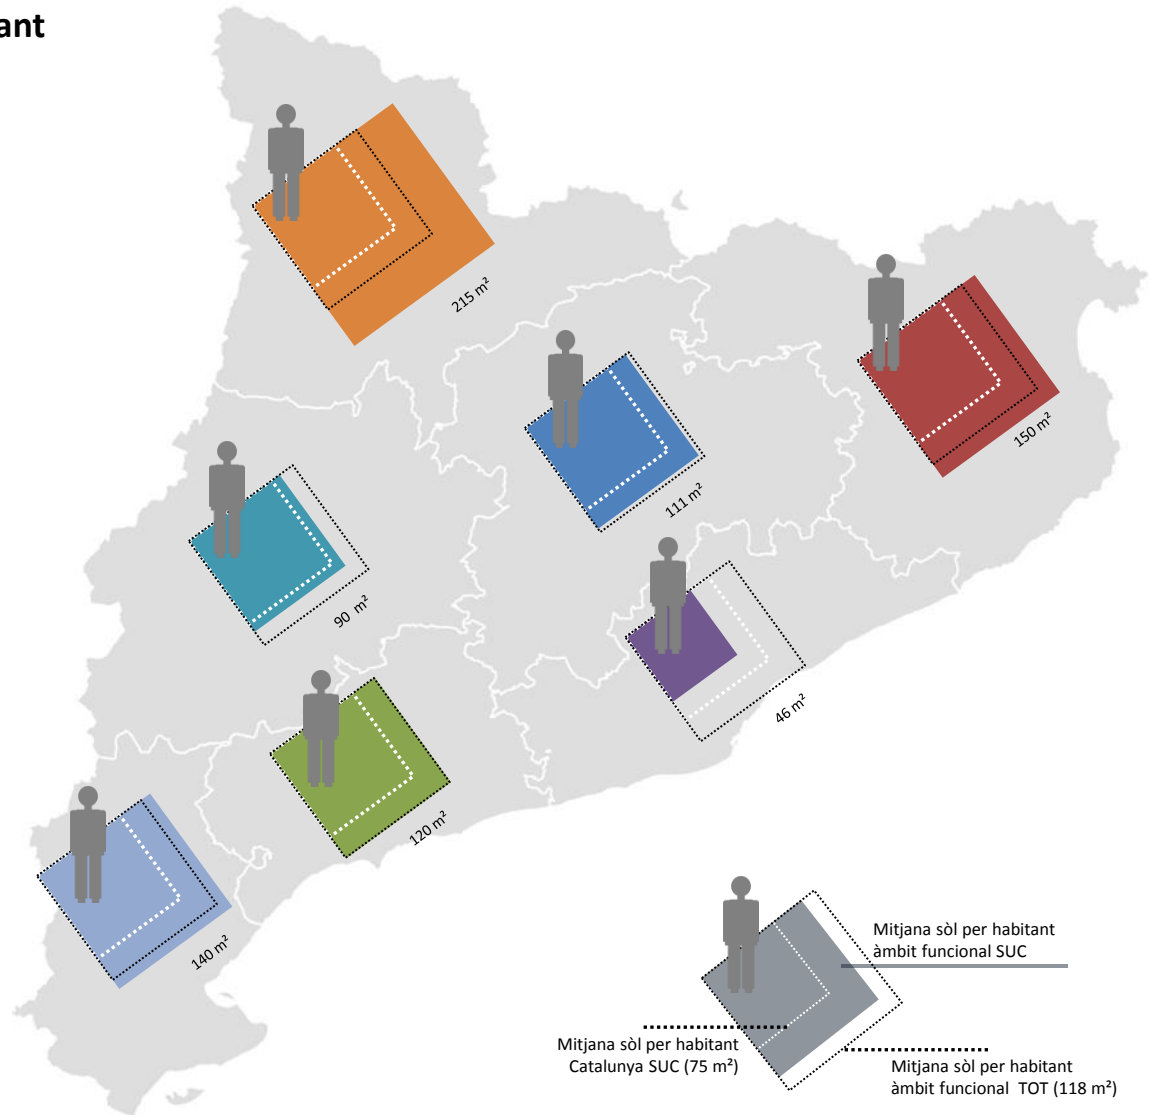 ant
215 m²
150 m²
111 m²
90 m²
46 m²
120 m²
140 m²
Mitjana sòl per habitant
àmbit funcional SUC
Mitjana sòl per habitant
Catalunya SUC (75 m²)
Mitjana sòl per habitant
àmbit funcional TOT (118 m²)